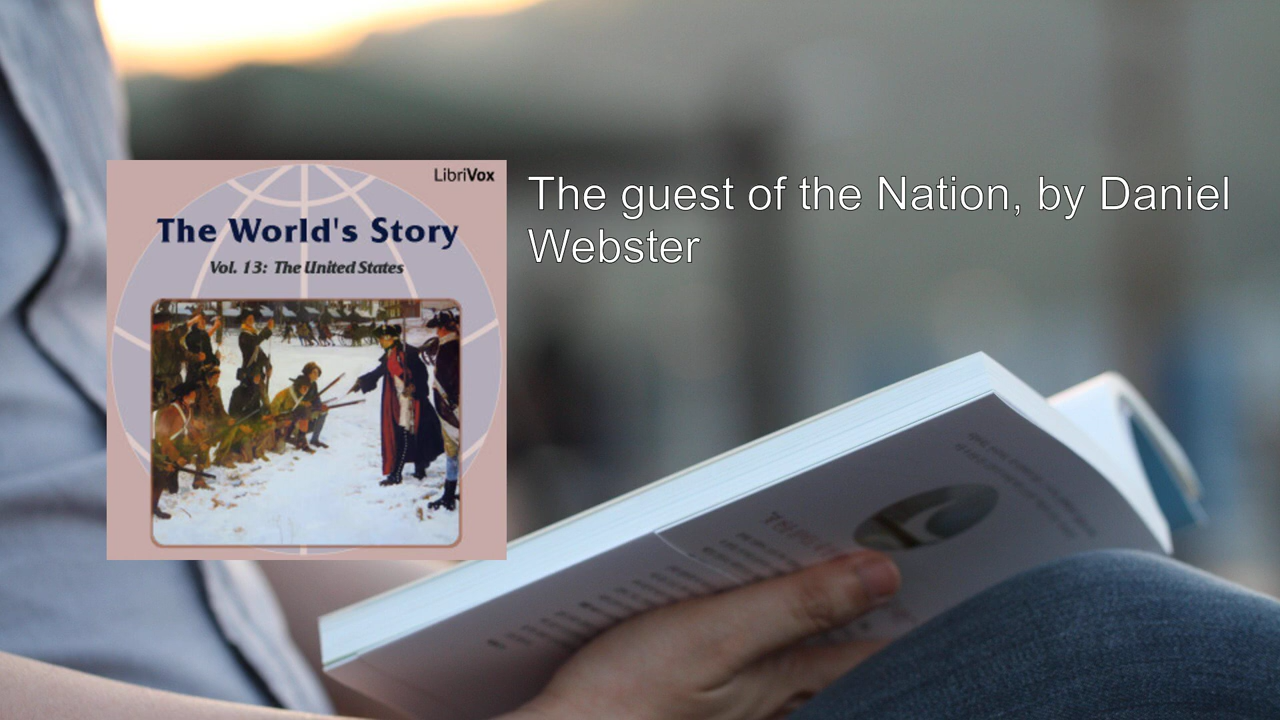 LibriVox
The World's Story
Vol. 13: The United States
The guest of the Nation, by Daniel
Webster